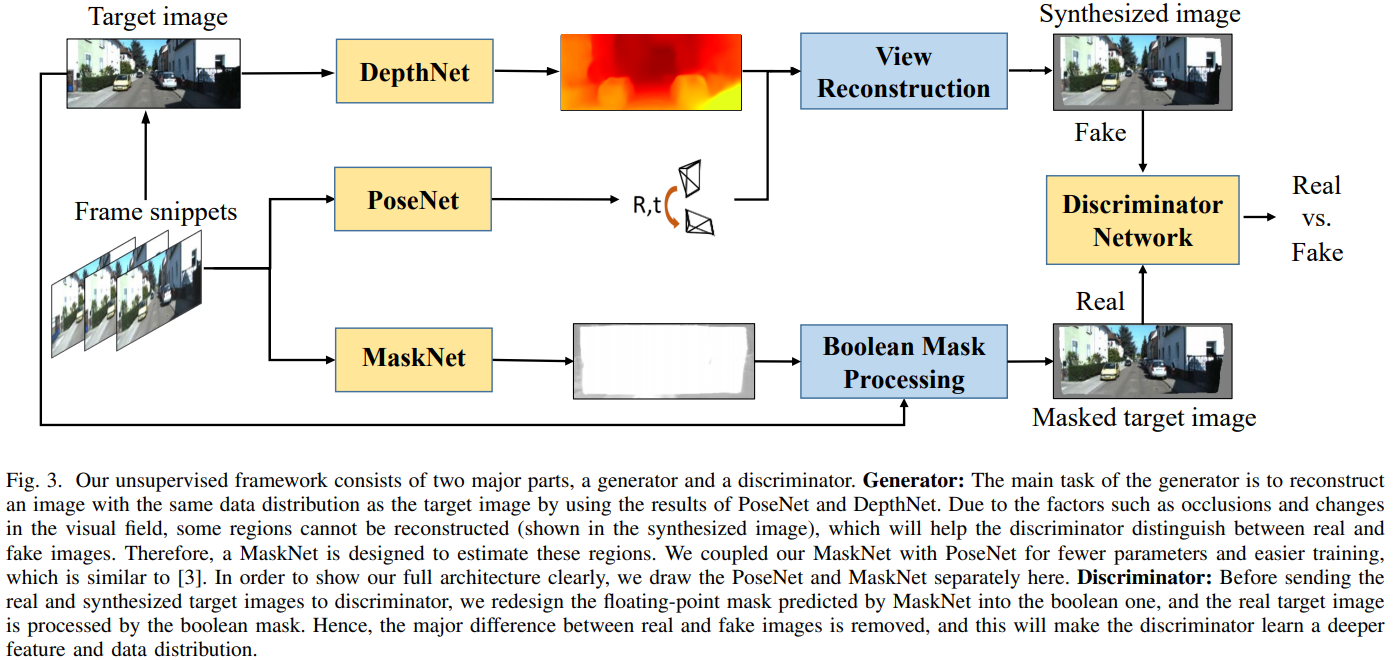 Target image
Synthesized image
DepthNet
View
Reconstruction
Fake
PoseNet
R,t
Frame snippets
Discriminator
Network
Real
vs.
Fake
Real
MaskNet
Boolean Mask
Processing
Masked target image
Fig. 3. Our unsupervised framework consists of two major parts, a generator and a discriminator. Generator: The main task of the generator is to reconstruct
an image with the same data distribution as the target image by using the results of PoseNet and DepthNet. Due to the factors such as occlusions and changes
in the visual field, some regions cannot be reconstructed (shown in the synthesized image), which will help the discriminator distinguish between real and
fake images. Therefore, a MaskNet is designed to estimate these regions. We coupled our MaskNet with PoseNet for fewer parameters and easier training,
which is similar to [3]. In order to show our full architecture clearly, we draw the PoseNet and MaskNet separately here. Discriminator: Before sending the
real and synthesized target images to discriminator, we redesign the floating-point mask predicted by MaskNet into the boolean one, and the real target image
is processed by the boolean mask. Hence, the major difference between real and fake images is removed, and this will make the discriminator learn a deeper
feature and data distribution.